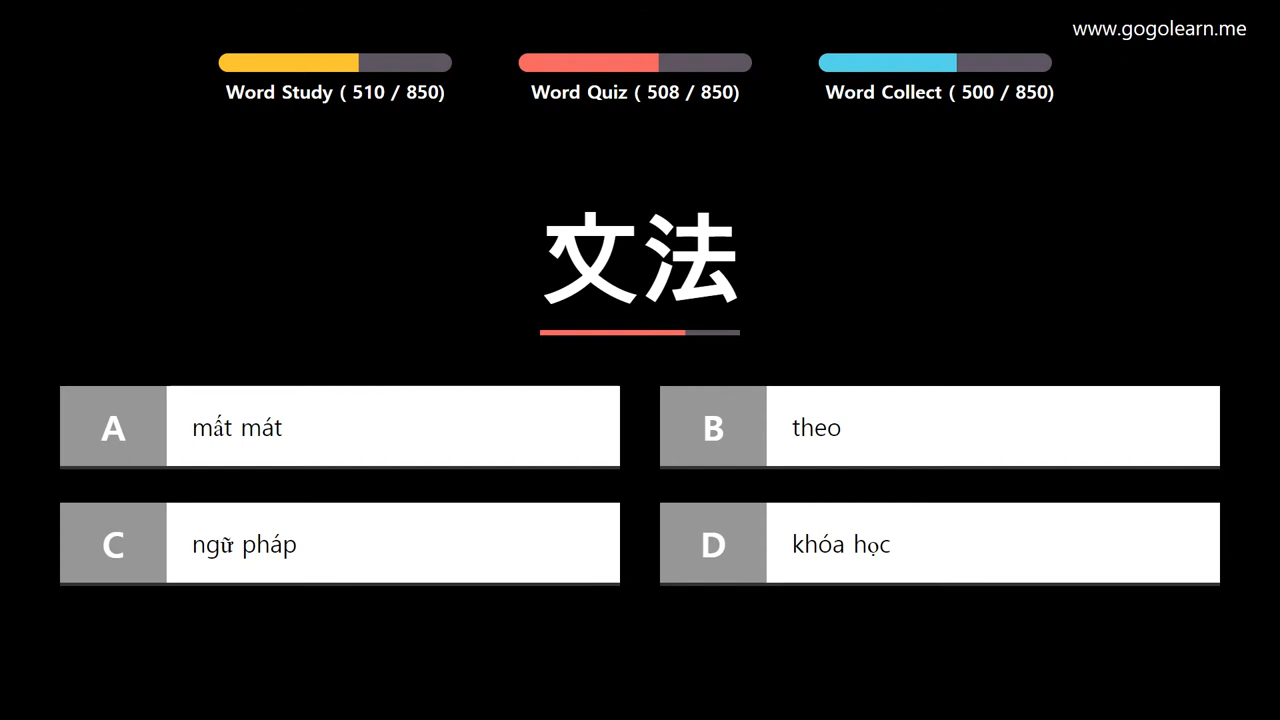 www.gogolearn.me
Word Study ( 510 / 850)
Word Quiz ( 508 / 850)
Word Collect ( 500 / 850)
文法
A mất mát
B theo
C ngữ pháp
D khóa học